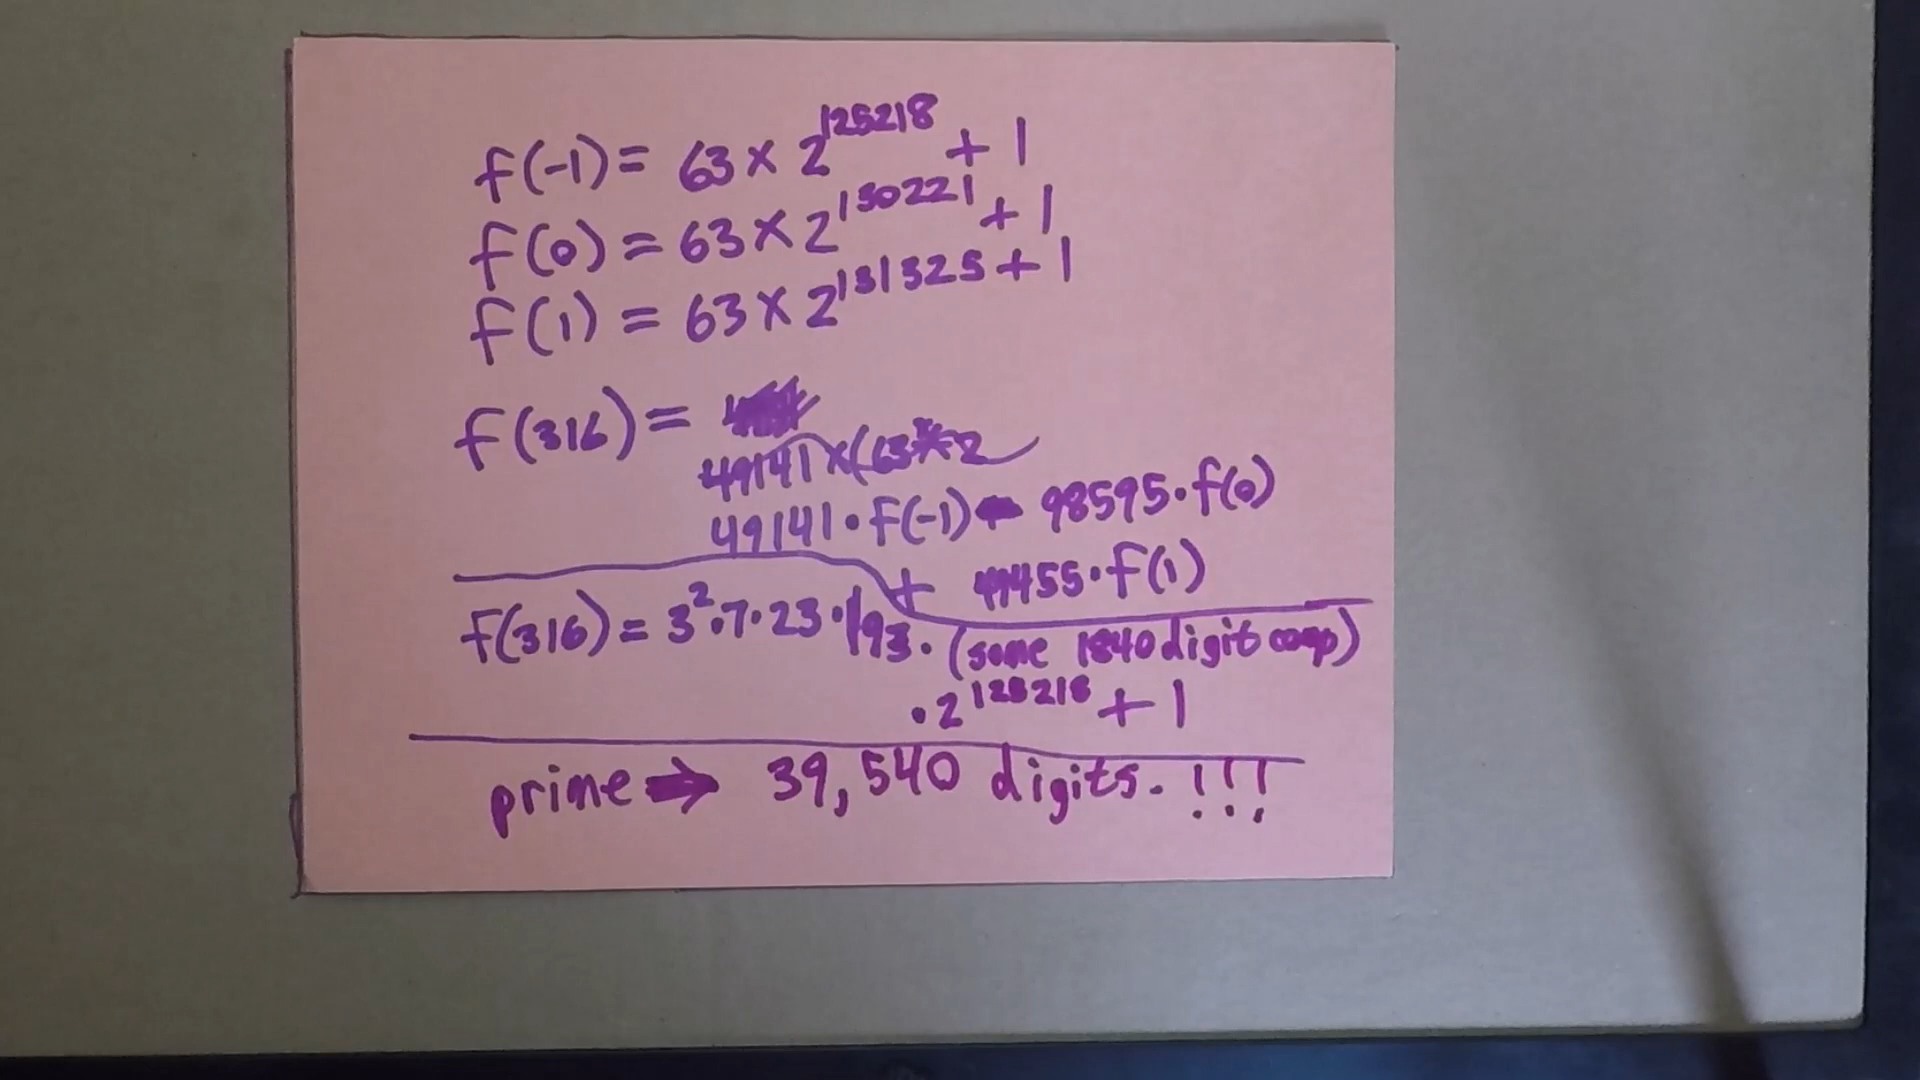 f(-1) = 63 × 2^125218 + 1
f(0) = 63 × 2^130221 + 1
f(1) = 63 × 2^131325 + 1
f(316) =
49141 × (63 × 2
49141 · f(-1) - 98595 · f(0)
+ 49455 · f(1)
f(316) = 3^2 · 7 · 23 · 193 · (some 1840 digit comp)
· 2^125218 + 1
prime → 39,540 digits. !!!